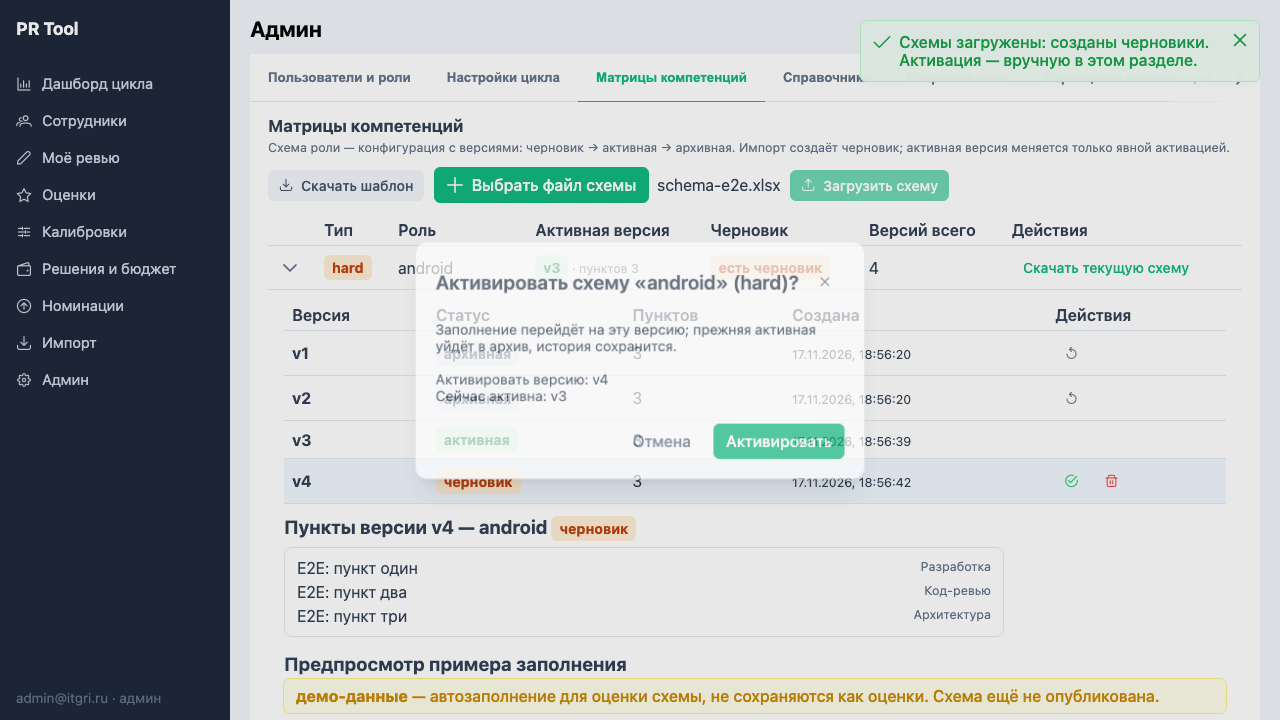 PR Tool
Дашборд цикла
Сотрудники
Моё ревью
Оценки
Калибровки
Решения и бюджет
Номинации
Импорт
Админ
admin@itgri.ru · админ
Админ
Схемы загружены: созданы черновики.
Активация — вручную в этом разделе.
Пользователи и роли
Настройки цикла
Матрицы компетенций
Матрицы компетенций
Схема роли — конфигурация с версиями: черновик → активная → архивная. Импорт создаёт черновик; активная версия меняется только явной активацией.
Скачать шаблон
Выбрать файл схемы
schema-e2e.xlsx
Загрузить схему
Тип Роль Активная версия Черновик Версий всего Действия
hard android v3 · пунктов 3 есть черновик 4 Скачать текущую схему
Активировать схему «android» (hard)?
Заполнение перейдёт на эту версию; прежняя активная
уйдёт в архив, история сохранится.
Активировать версию: v4
Сейчас активна: v3
Отмена
Активировать
Версия Статус Пунктов Создана Действия
v1 архивная 3 17.11.2026, 18:56:20
v2 архивная 3 17.11.2026, 18:56:20
v3 активная 18:56:39
v4 черновик 3 17.11.2026, 18:56:42
Пункты версии v4 — android черновик
E2E: пункт один Разработка
E2E: пункт два Код-ревью
E2E: пункт три Архитектура
Предпросмотр примера заполнения
демо-данные — автозаполнение для оценки схемы, не сохраняются как оценки. Схема ещё не опубликована.